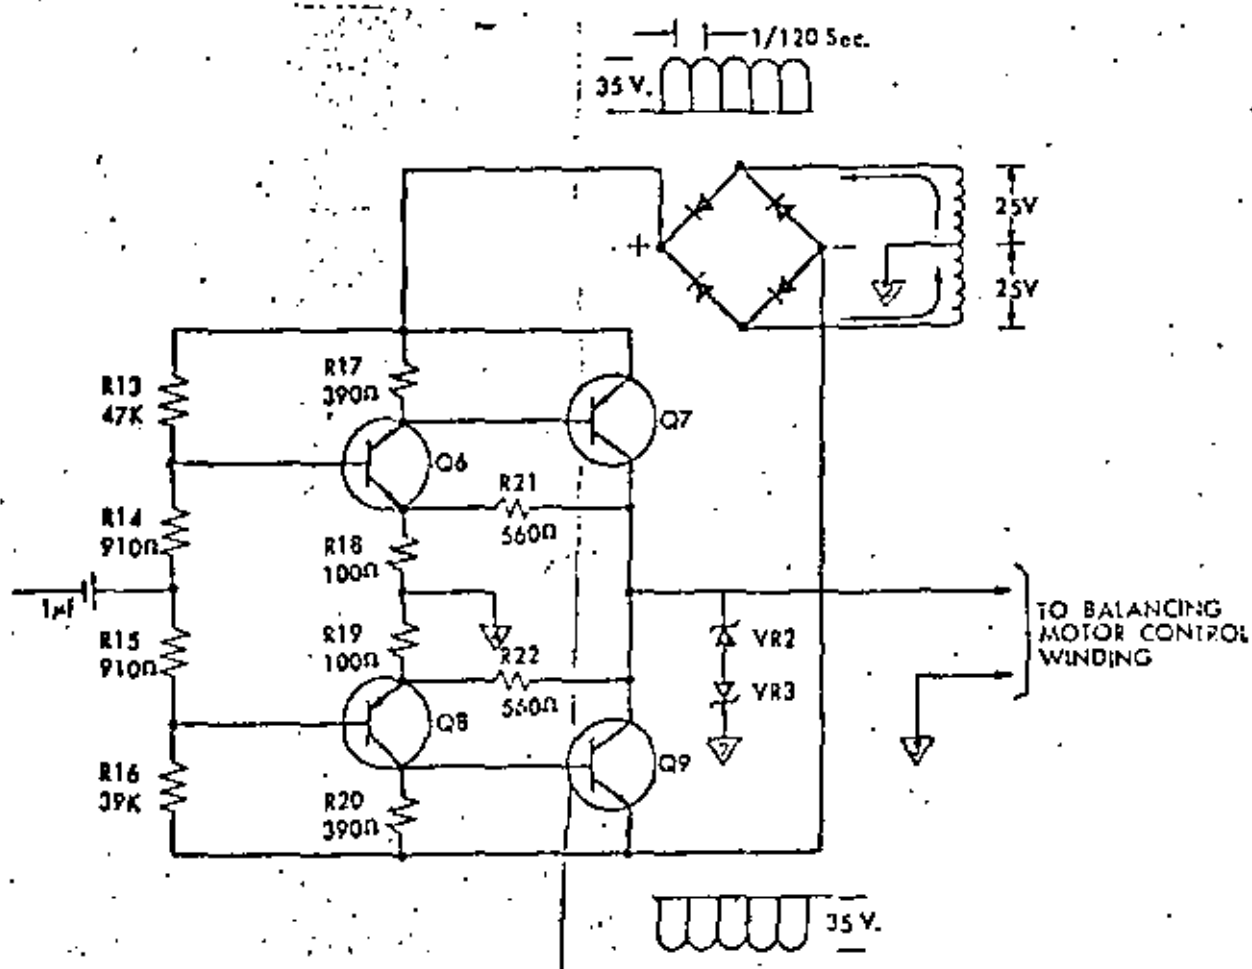 1/120 Sec.
35 V.
+
−
25V
25V
R13
47K
R17
390Ω
Q7
Q6
R21
560Ω
R14
910Ω
R18
100Ω
1μf
R15
910Ω
R19
100Ω
R22
560Ω
VR2
VR3
TO BALANCING
MOTOR CONTROL
WINDING
Q8
Q9
R16
39K
R20
390Ω
35 V.